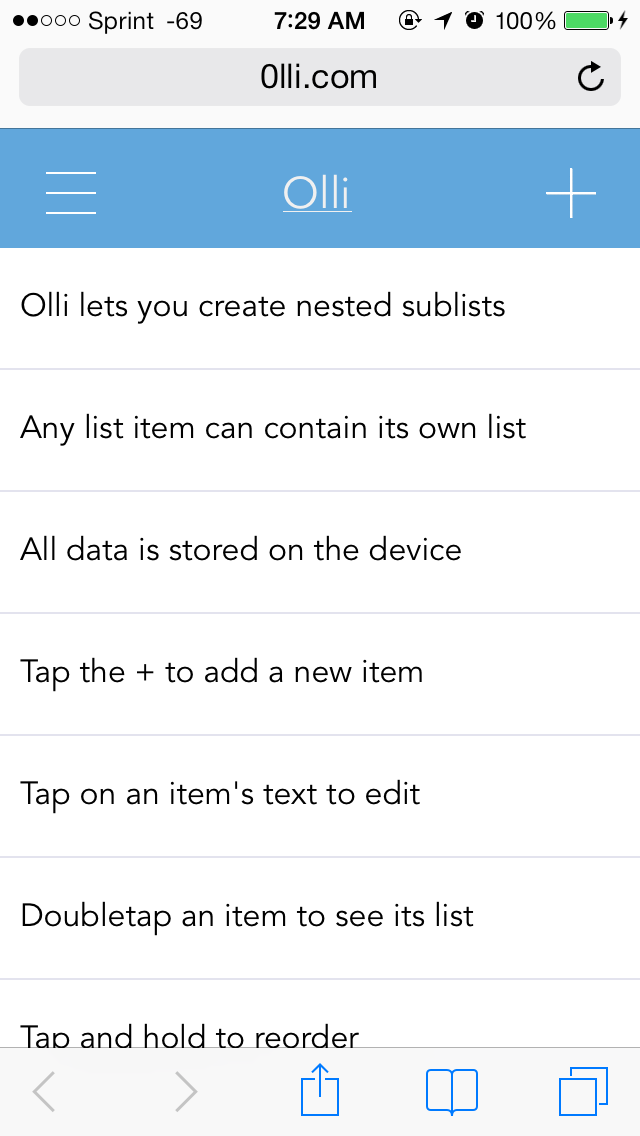 Sprint -69 7:29 AM 100%
0lli.com
Olli
Olli lets you create nested sublists
Any list item can contain its own list
All data is stored on the device
Tap the + to add a new item
Tap on an item's text to edit
Doubletap an item to see its list
Tap and hold to reorder